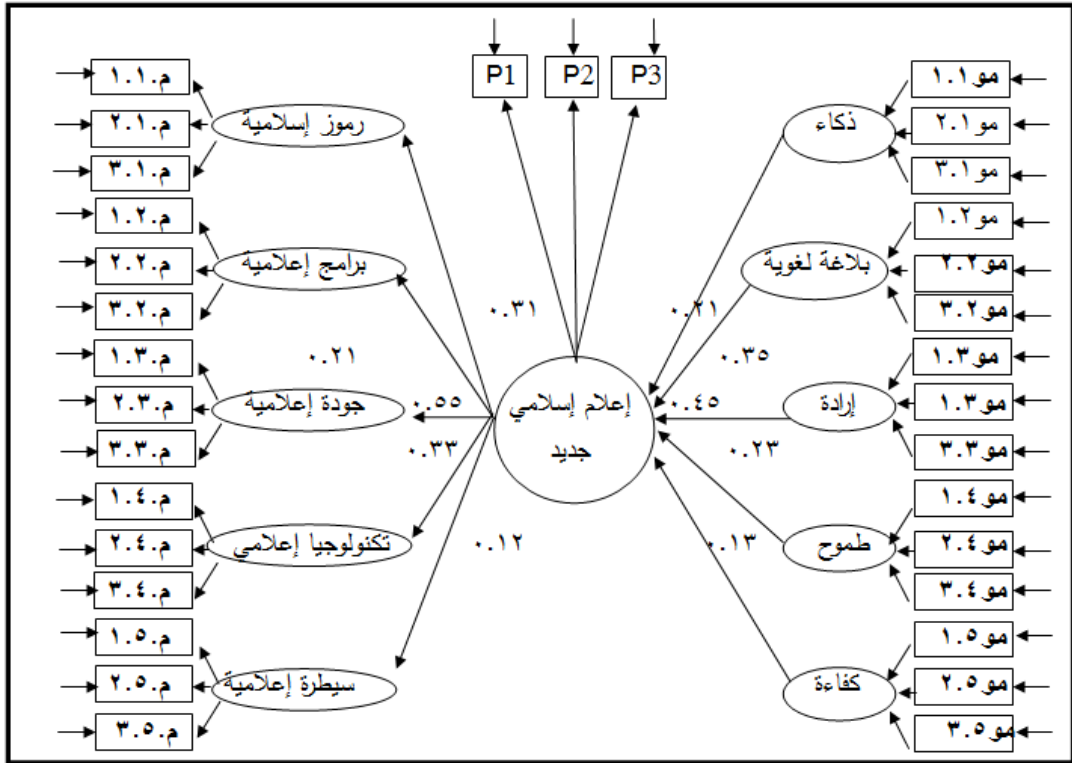 P1
P2
P3
مو١.١
مو٢.١
مو٣.١
ذكاء
مو١.٢
مو٢.٢
مو٣.٢
بلاغة لغوية
مو١.٣
مو١.٣
مو٣.٣
إرادة
مو١.٤
مو٢.٤
مو٣.٤
طموح
مو١.٥
مو٢.٥
مو٣.٥
كفاءة
٠.٢١
٠.٣٥
٠.٤٥
٠.٢٣
٠.١٣
إعلام إسلامي
جديد
٠.٣١
٠.٢١
٠.٥٥
٠.٣٣
٠.١٢
رموز إسلامية
م.١.١
م.٢.١
م.٣.١
برامج إعلامية
م.١.٢
م.٢.٢
م.٣.٢
جودة إعلامية
م.١.٣
م.٢.٣
م.٣.٣
تكنولوجيا إعلامي
م.١.٤
م.٢.٤
م.٣.٤
سيطرة إعلامية
م.١.٥
م.٢.٥
م.٣.٥